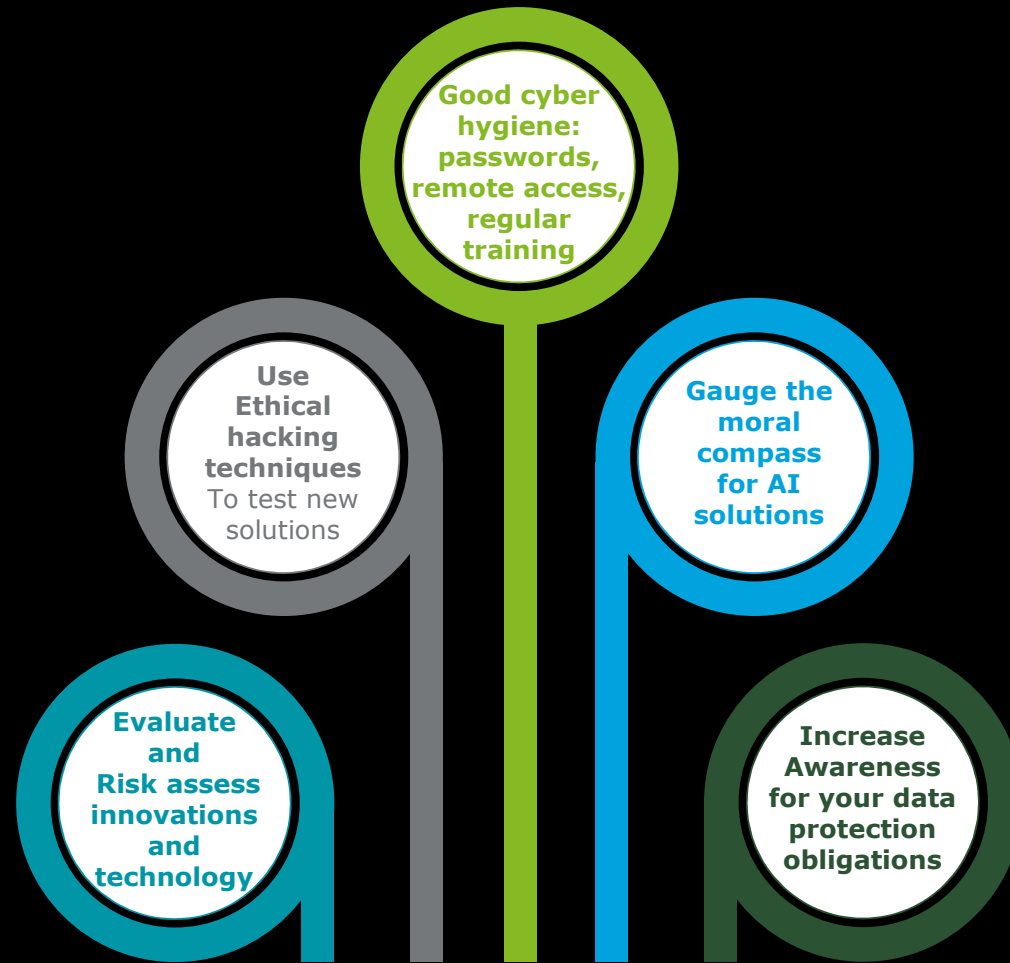 Good cyber
hygiene:
passwords,
remote access,
regular
training
Use
Ethical
hacking
techniques
To test new
solutions
Gauge the
moral
compass
for AI
solutions
Evaluate
and
Risk assess
innovations
and
technology
Increase
Awareness
for your data
protection
obligations